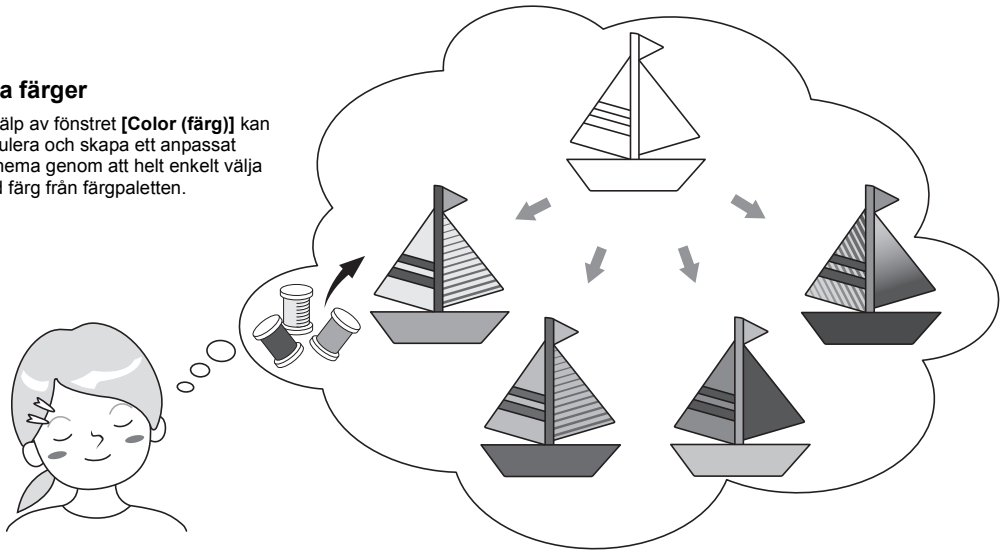 a färger
älp av fönstret [Color (färg)] kan
ulera och skapa ett anpassat
nema genom att helt enkelt välja
d färg från färgpaletten.